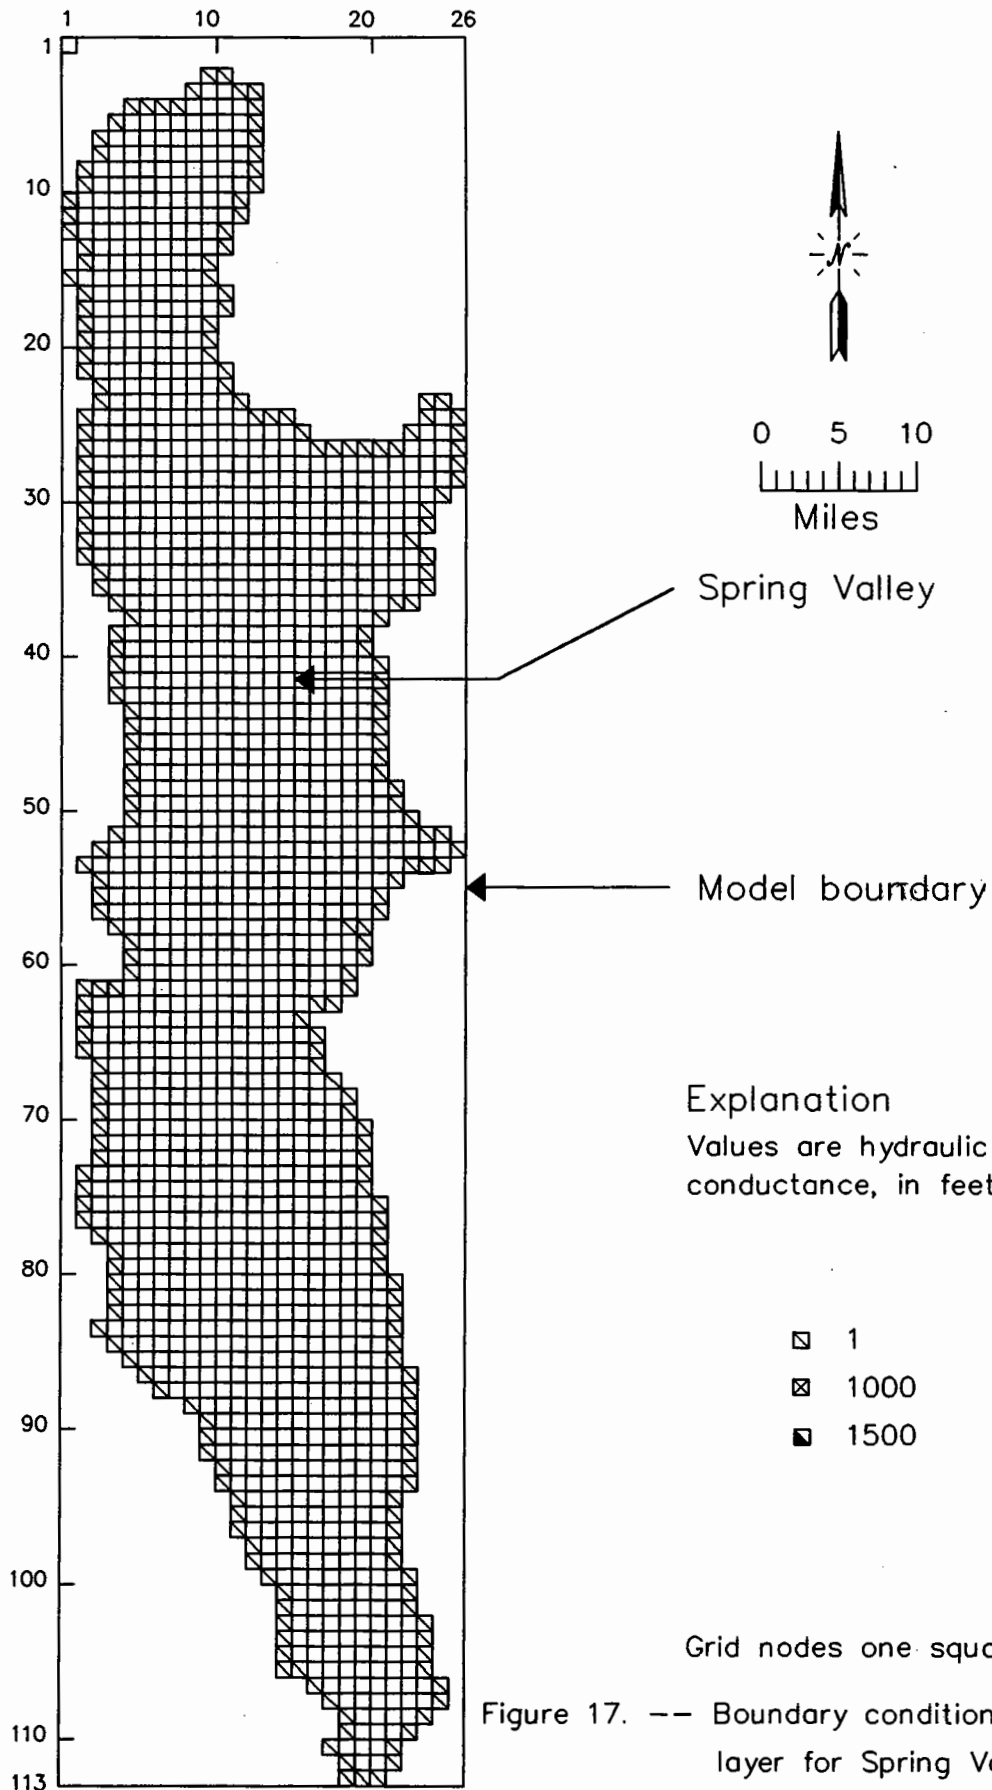 1 10 20 26
1
10
20
30
40
50
60
70
80
90
100
110
113
N
0 5 10
Miles
Spring Valley
Model boundary
Explanation
Values are hydraulic
conductance, in feet
1
1000
1500
Grid nodes one
Figure 17. -- Boundary condition
layer for Spring